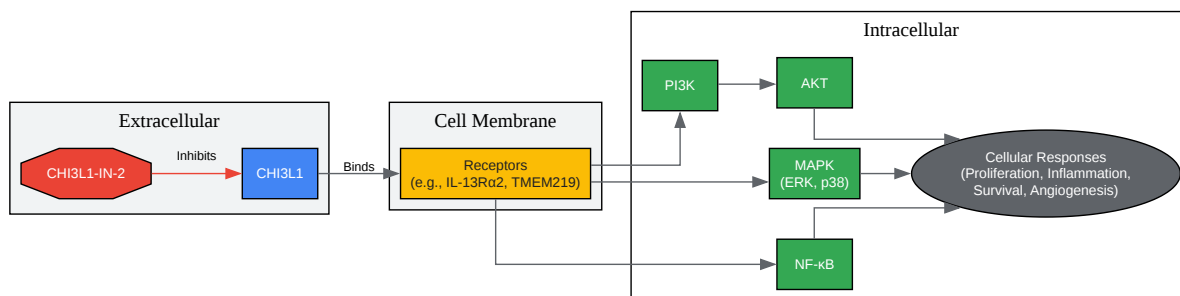 Extracellular
CHI3L1-IN-2
Inhibits
CHI3L1
Binds
Cell Membrane
Receptors
(e.g., IL-13Rα2, TMEM219)
Intracellular
PI3K
AKT
MAPK
(ERK, p38)
NF-κB
Cellular Responses
(Proliferation, Inflammation,
Survival, Angiogenesis)